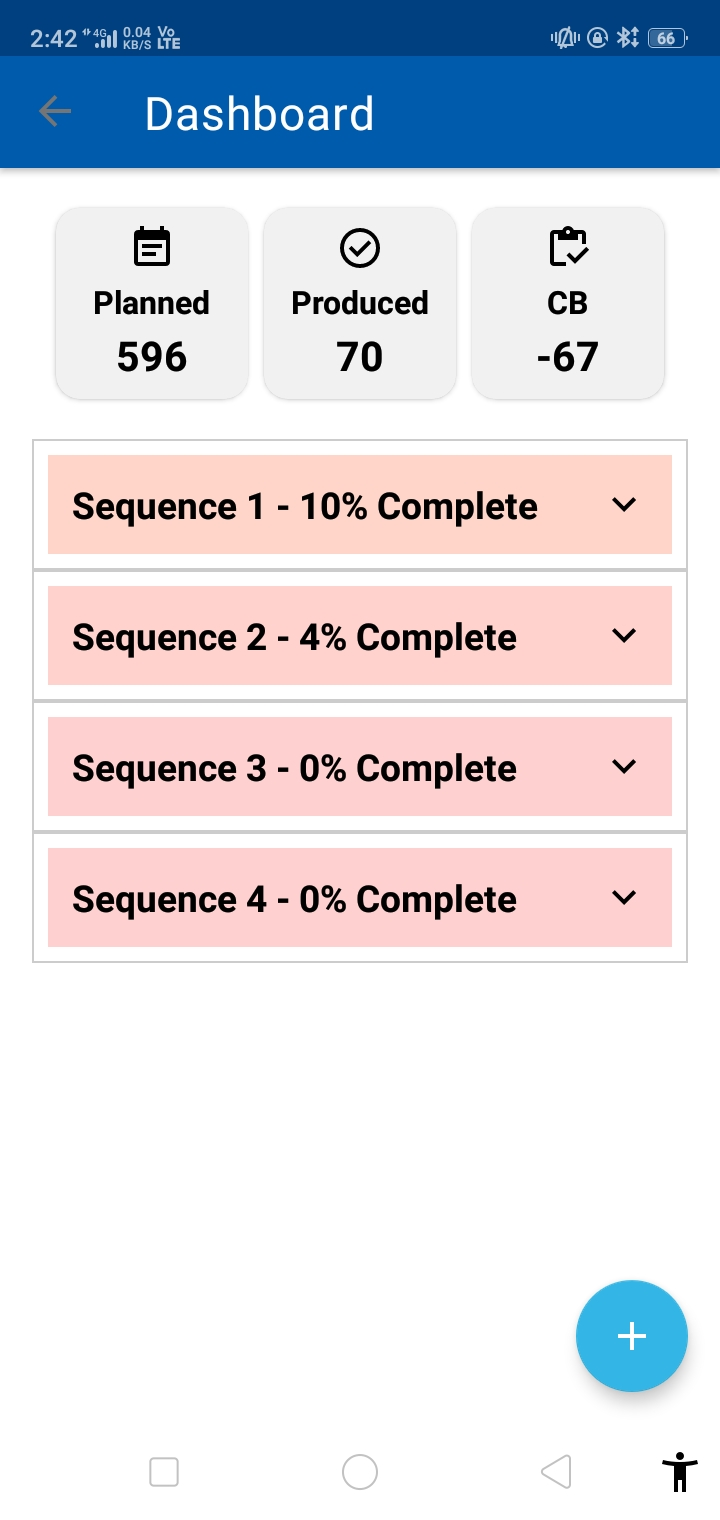 2:42 4G 0.04 KB/S Vo LTE 66
Dashboard
Planned Produced CB
596 70 -67
Sequence 1 - 10% Complete
Sequence 2 - 4% Complete
Sequence 3 - 0% Complete
Sequence 4 - 0% Complete
+